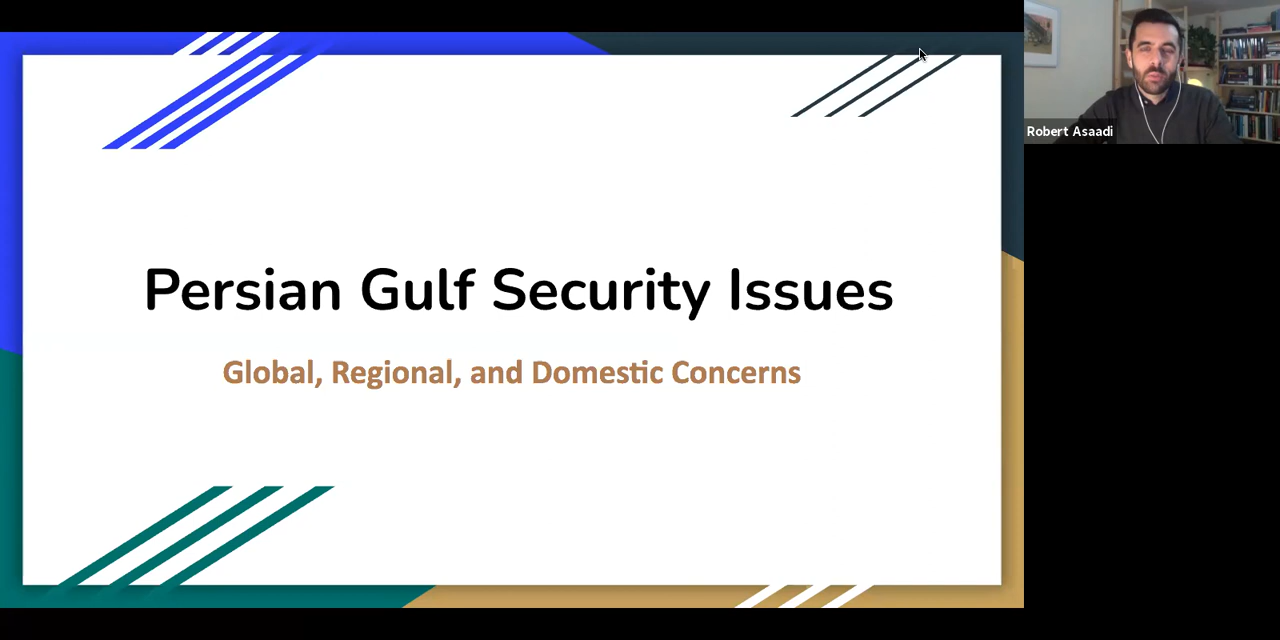 Persian Gulf Security Issues
Global, Regional, and Domestic Concerns
Robert Asaadi